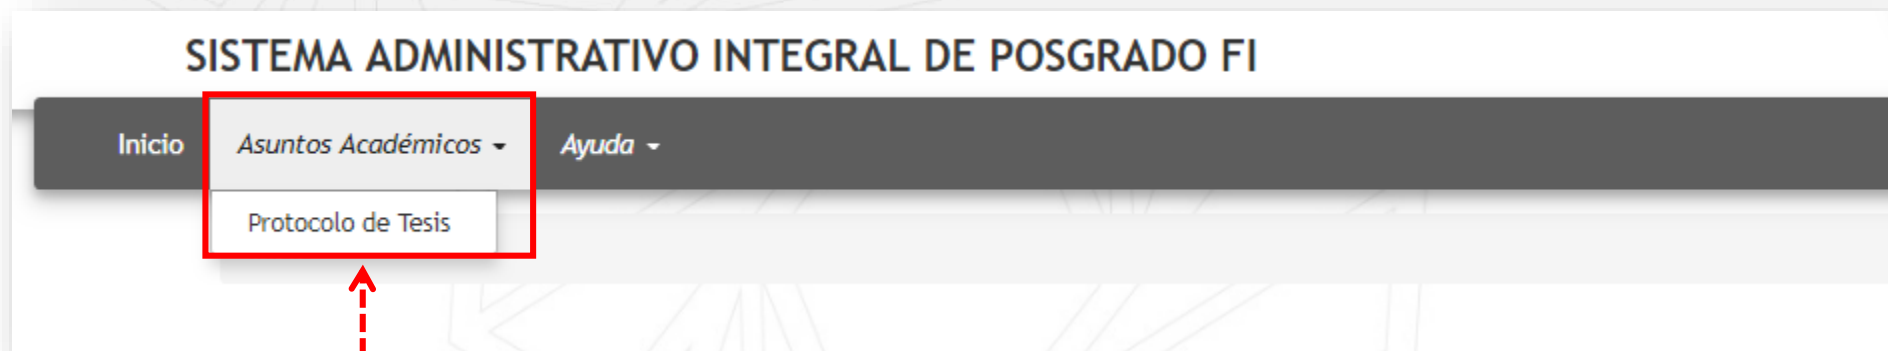 SISTEMA ADMINISTRATIVO INTEGRAL DE POSGRADO FI
Inicio Asuntos Académicos Ayuda
Protocolo de Tesis